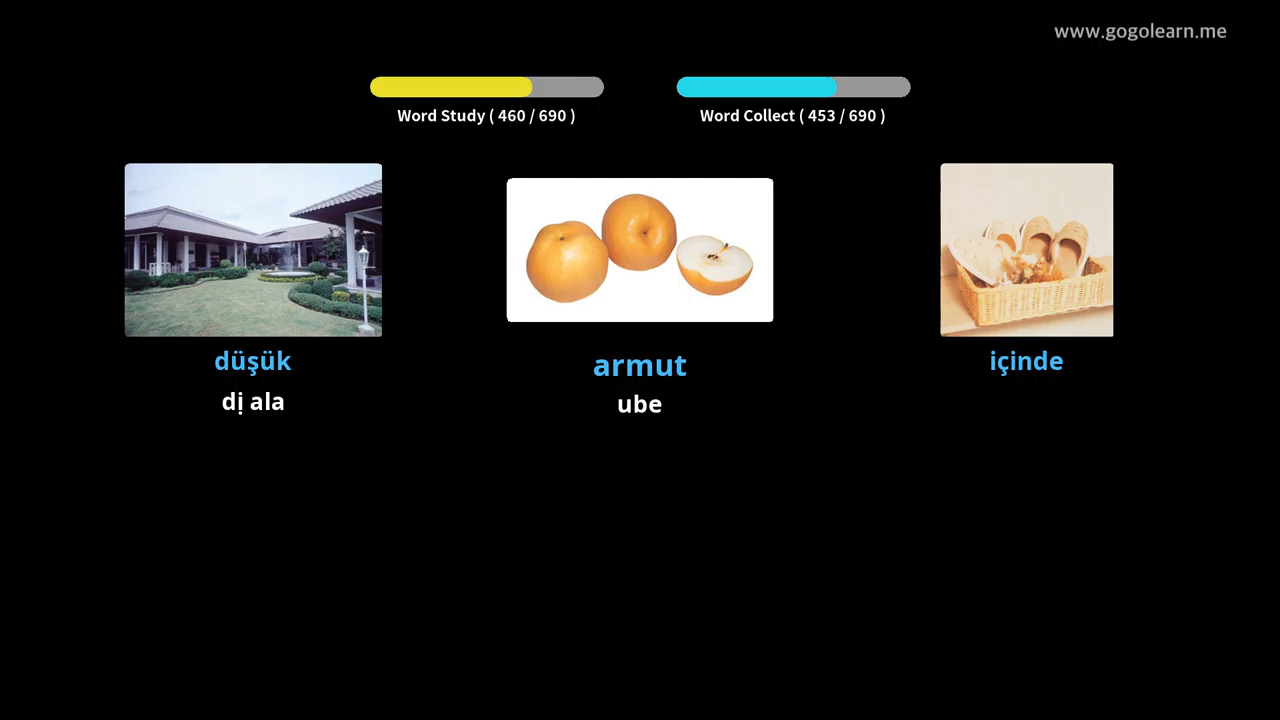 www.gogolearn.me
Word Study ( 460 / 690 )
Word Collect ( 453 / 690 )
düşük
dị ala
armut
ube
içinde